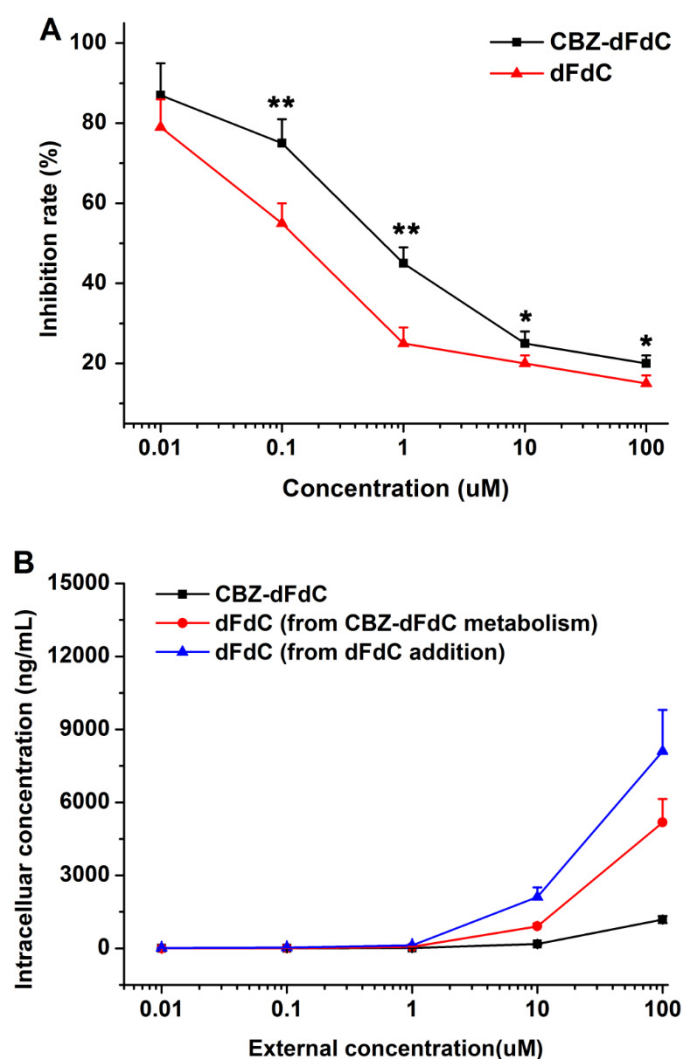 A
100
80
60
40
20
Inhibition rate (%)
CBZ-dFdC
dFdC
**
**
*
*
0.01 0.1 1 10 100
Concentration (uM)
B
15000
12000
9000
6000
3000
0
Intracelluar concentration (ng/mL)
CBZ-dFdC
dFdC (from CBZ-dFdC metabolism)
dFdC (from dFdC addition)
0.01 0.1 1 10 100
External concentration(uM)